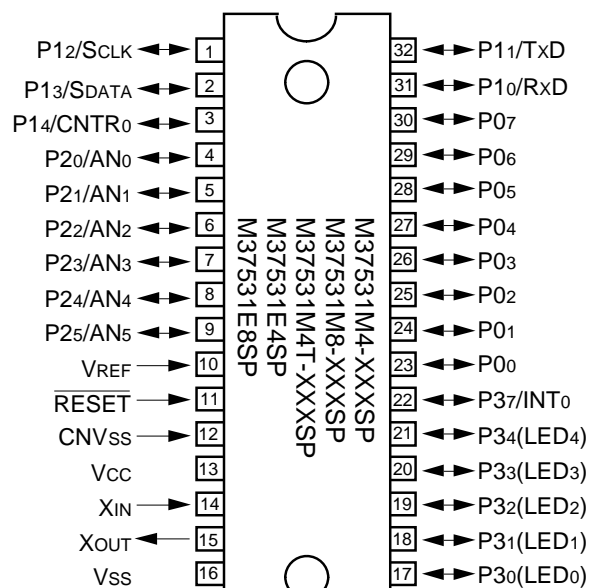 P12/SCLK 1 32 P11/TXD
P13/SDATA 2 31 P10/RXD
P14/CNTR0 3 30 P07
P20/AN0 4 29 P06
P21/AN1 5 28 P05
P22/AN2 6 27 P04
P23/AN3 7 26 P03
P24/AN4 8 25 P02
P25/AN5 9 24 P01
VREF 10 23 P00
RESET 11 22 P37/INT0
CNVSS 12 21 P34(LED4)
VCC 13 20 P33(LED3)
XIN 14 19 P32(LED2)
XOUT 15 18 P31(LED1)
VSS 16 17 P30(LED0)
M37531M4-XXXSP
M37531M8-XXXSP
M37531M4T-XXXSP
M37531E4SP
M37531E8SP